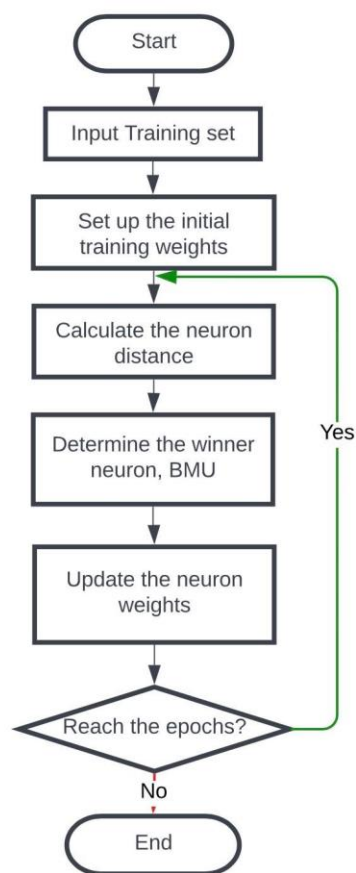 Start
Input Training set
Set up the initial
training weights
Calculate the neuron
distance
Determine the winner
neuron, BMU
Yes
Update the neuron
weights
Reach the epochs?
No
End